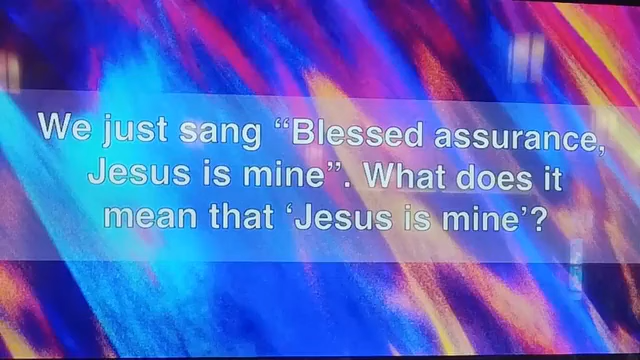 We just sang “Blessed assurance,
Jesus is mine”. What does it
mean that ‘Jesus is mine’?